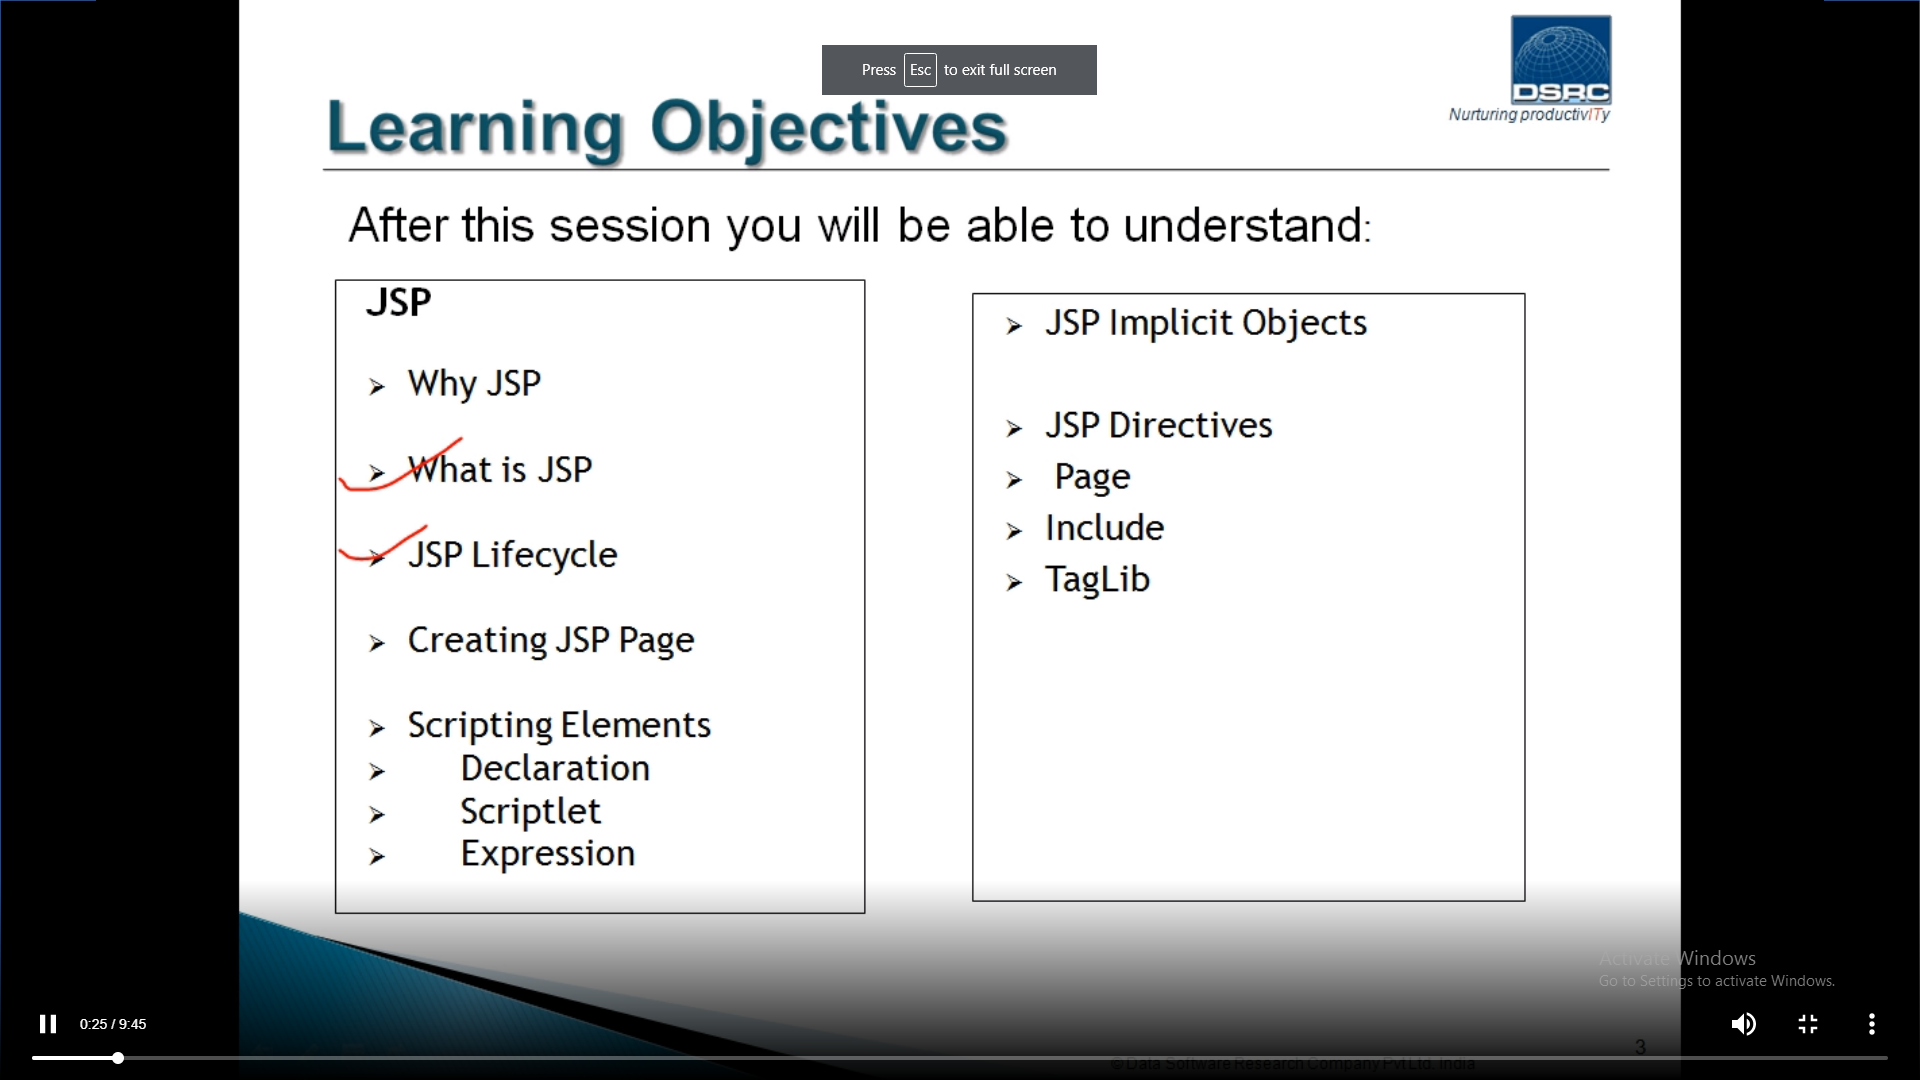 Press Esc to exit full screen
DSRC
Nurturing productivITy
Learning Objectives
After this session you will be able to understand:
JSP
➢ Why JSP
➢ What is JSP
➢ JSP Lifecycle
➢ Creating JSP Page
➢ Scripting Elements
➢ Declaration
➢ Scriptlet
➢ Expression
➢ JSP Implicit Objects
➢ JSP Directives
➢ Page
➢ Include
➢ TagLib
Activate Windows
Go to Settings to activate Windows.
0:25 / 9:45
3
© Data Software Research Company Pvt Ltd. India